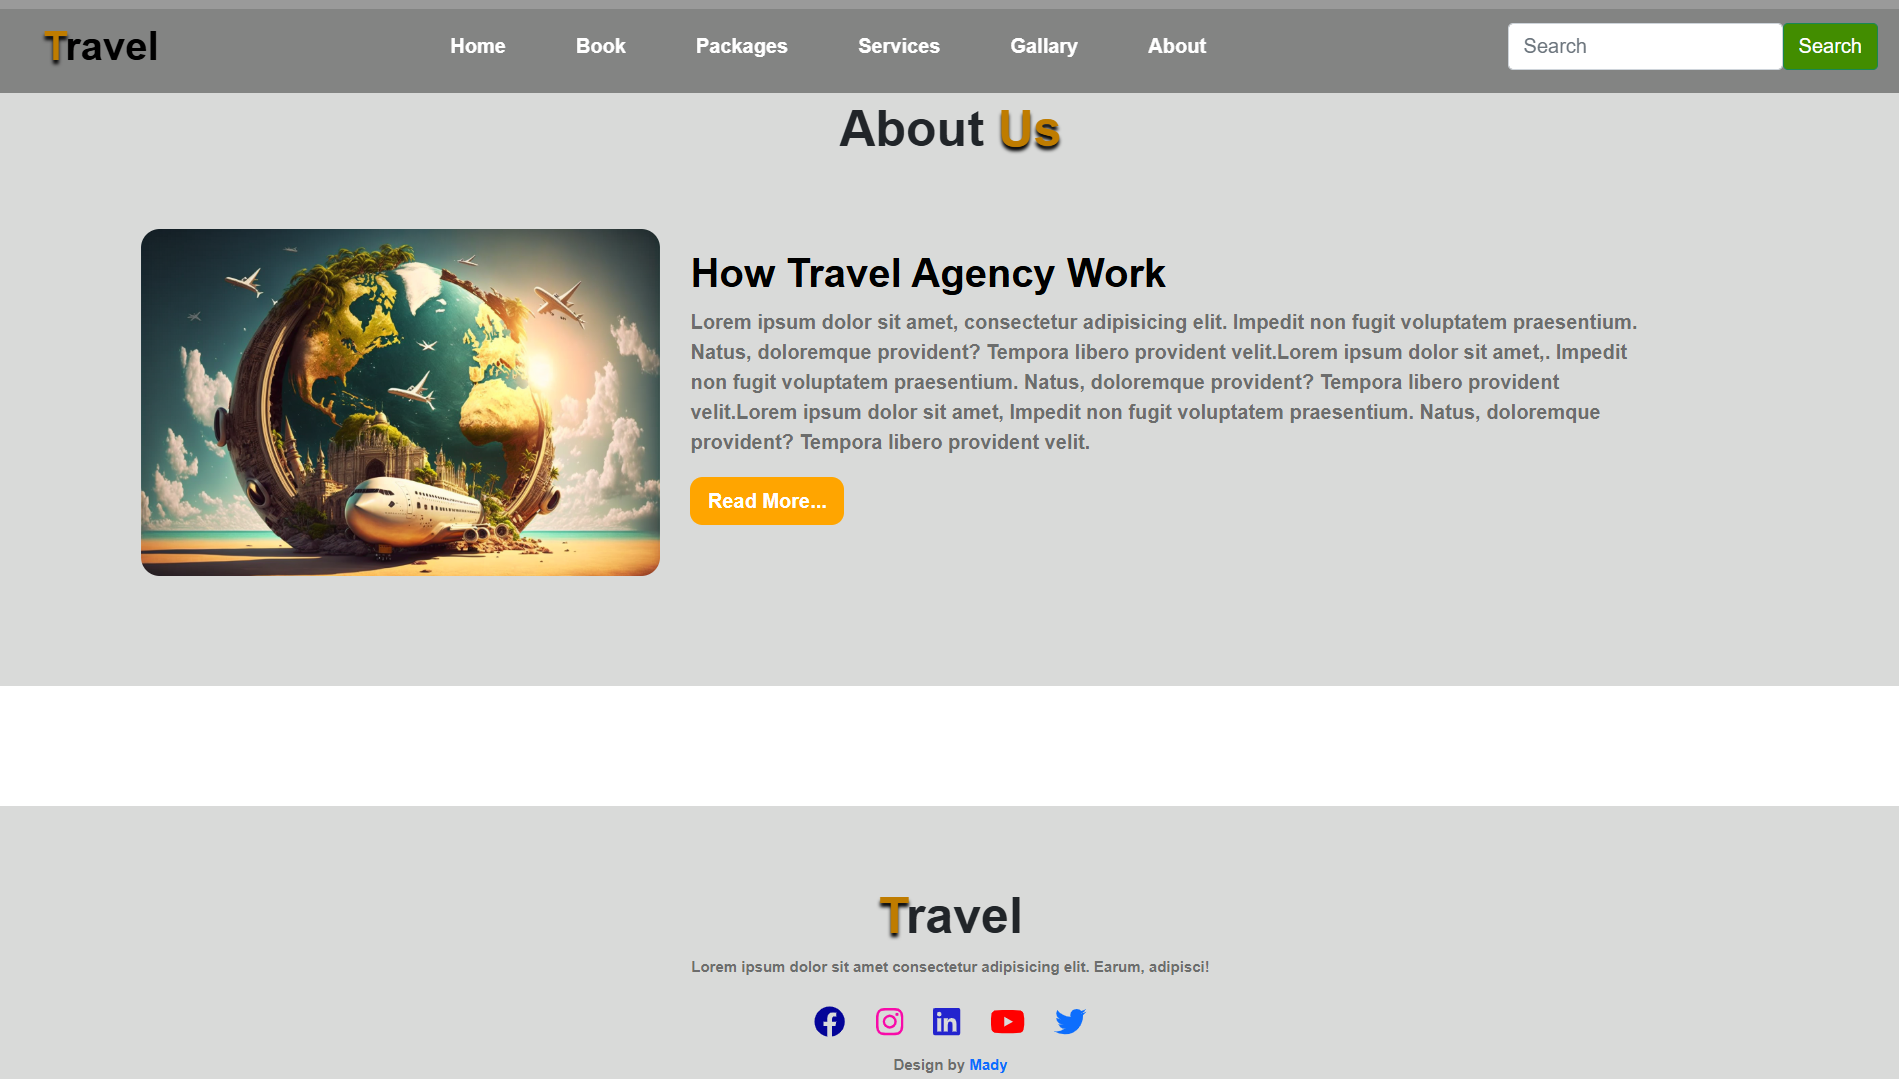 Travel
Home Book Packages Services Gallary About
Search Search
About Us
How Travel Agency Work
Lorem ipsum dolor sit amet, consectetur adipisicing elit. Impedit non fugit voluptatem praesentium.
Natus, doloremque provident? Tempora libero provident velit.Lorem ipsum dolor sit amet,. Impedit
non fugit voluptatem praesentium. Natus, doloremque provident? Tempora libero provident
velit.Lorem ipsum dolor sit amet, Impedit non fugit voluptatem praesentium. Natus, doloremque
provident? Tempora libero provident velit.
Read More...
Travel
Lorem ipsum dolor sit amet consectetur adipisicing elit. Earum, adipisci!
Design by Mady